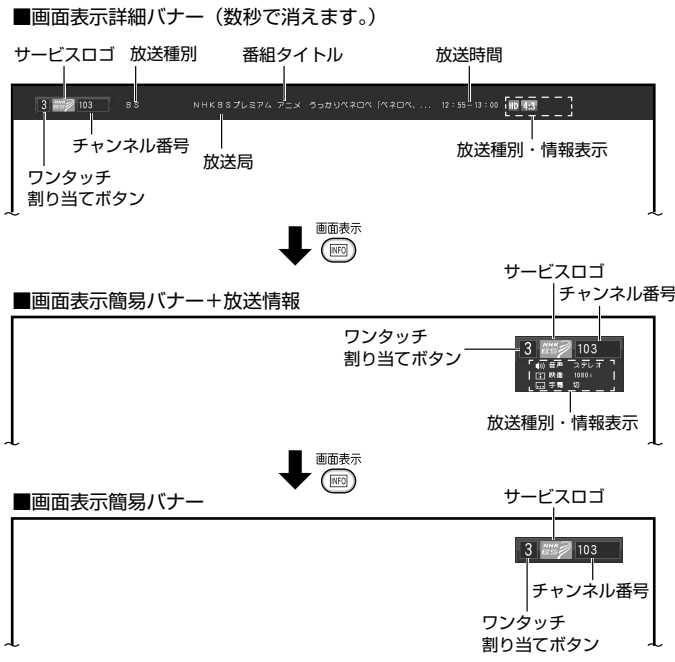 ■画面表示詳細バナー（数秒で消えます。）
サービスロゴ 放送種別 番組タイトル 放送時間
3 103 BS NHKBSプレミアム アニメ うっかりペネロペ「ペネロペ、... 12：55－13：00 HD 4:3
チャンネル番号
放送局
放送種別・情報表示
ワンタッチ
割り当てボタン
画面表示
INFO
サービスロゴ
チャンネル番号
■画面表示簡易バナー＋放送情報
ワンタッチ
割り当てボタン
3 NHK BS 103
音声 ステレオ
映像 1080i
字幕 切
放送種別・情報表示
画面表示
INFO
■画面表示簡易バナー
サービスロゴ
3 NHK BS 103
チャンネル番号
ワンタッチ
割り当てボタン